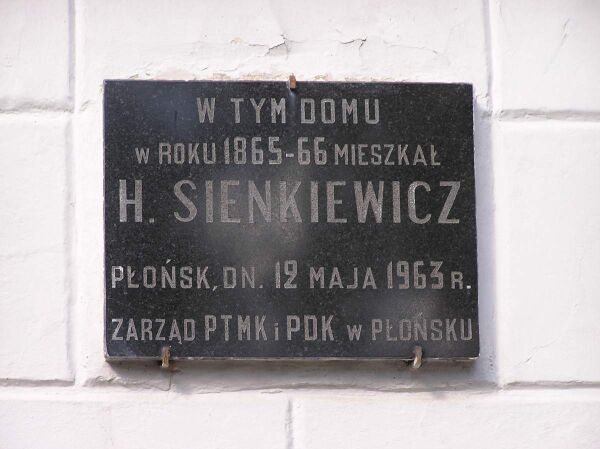 W TYM DOMU
W ROKU 1865-66 MIESZKAŁ
H. SIENKIEWICZ
PŁOŃSK, DN. 12 MAJA 1963 R.
ZARZĄD PTMK i PDK W PŁOŃSKU